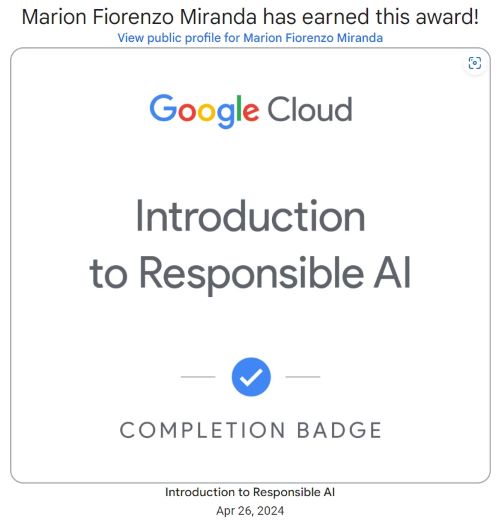 Marion Fiorenzo Miranda has earned this award!
View public profile for Marion Fiorenzo Miranda
Google Cloud
Introduction
to Responsible AI
COMPLETION BADGE
Introduction to Responsible AI
Apr 26, 2024